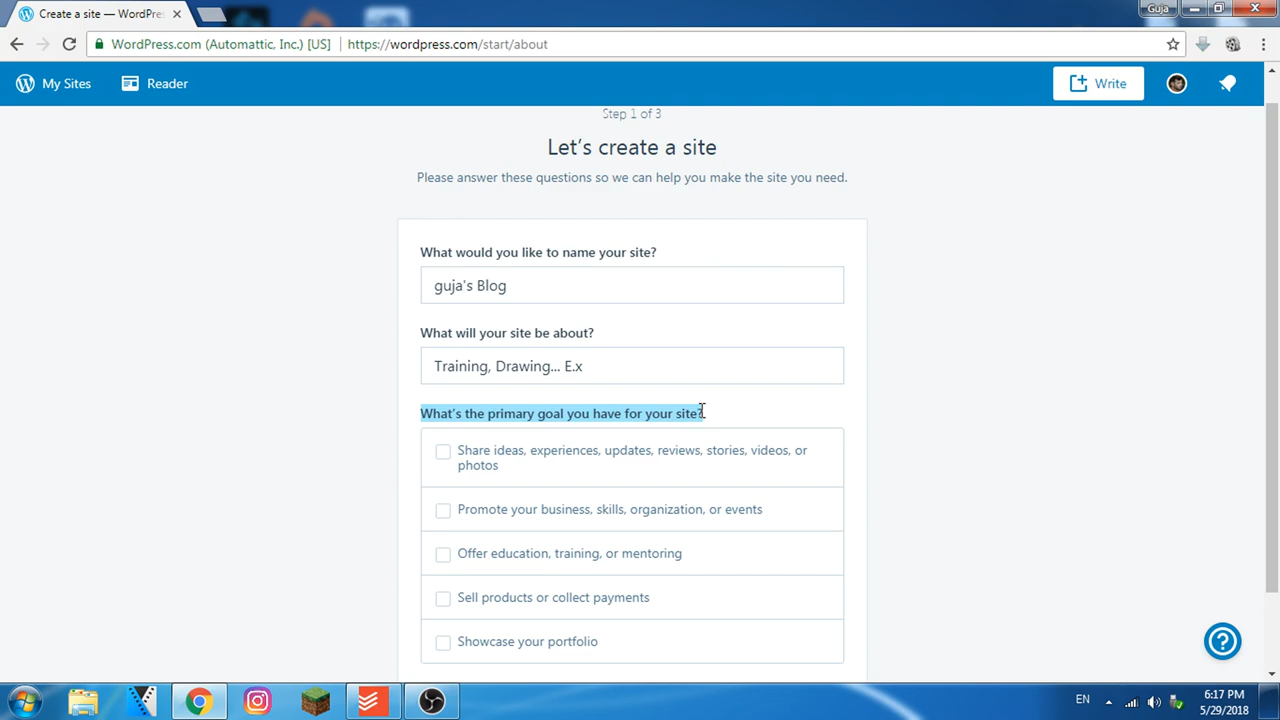 Create a site — WordPre
Guja
WordPress.com (Automattic, Inc.) [US]
https://wordpress.com/start/about
My Sites
Reader
Write
Step 1 of 3
Let's create a site
Please answer these questions so we can help you make the site you need.
What would you like to name your site?
guja's Blog
What will your site be about?
Training, Drawing... E.x
What's the primary goal you have for your site?
Share ideas, experiences, updates, reviews, stories, videos, or
photos
Promote your business, skills, organization, or events
Offer education, training, or mentoring
Sell products or collect payments
Showcase your portfolio
EN
6:17 PM
5/29/2018